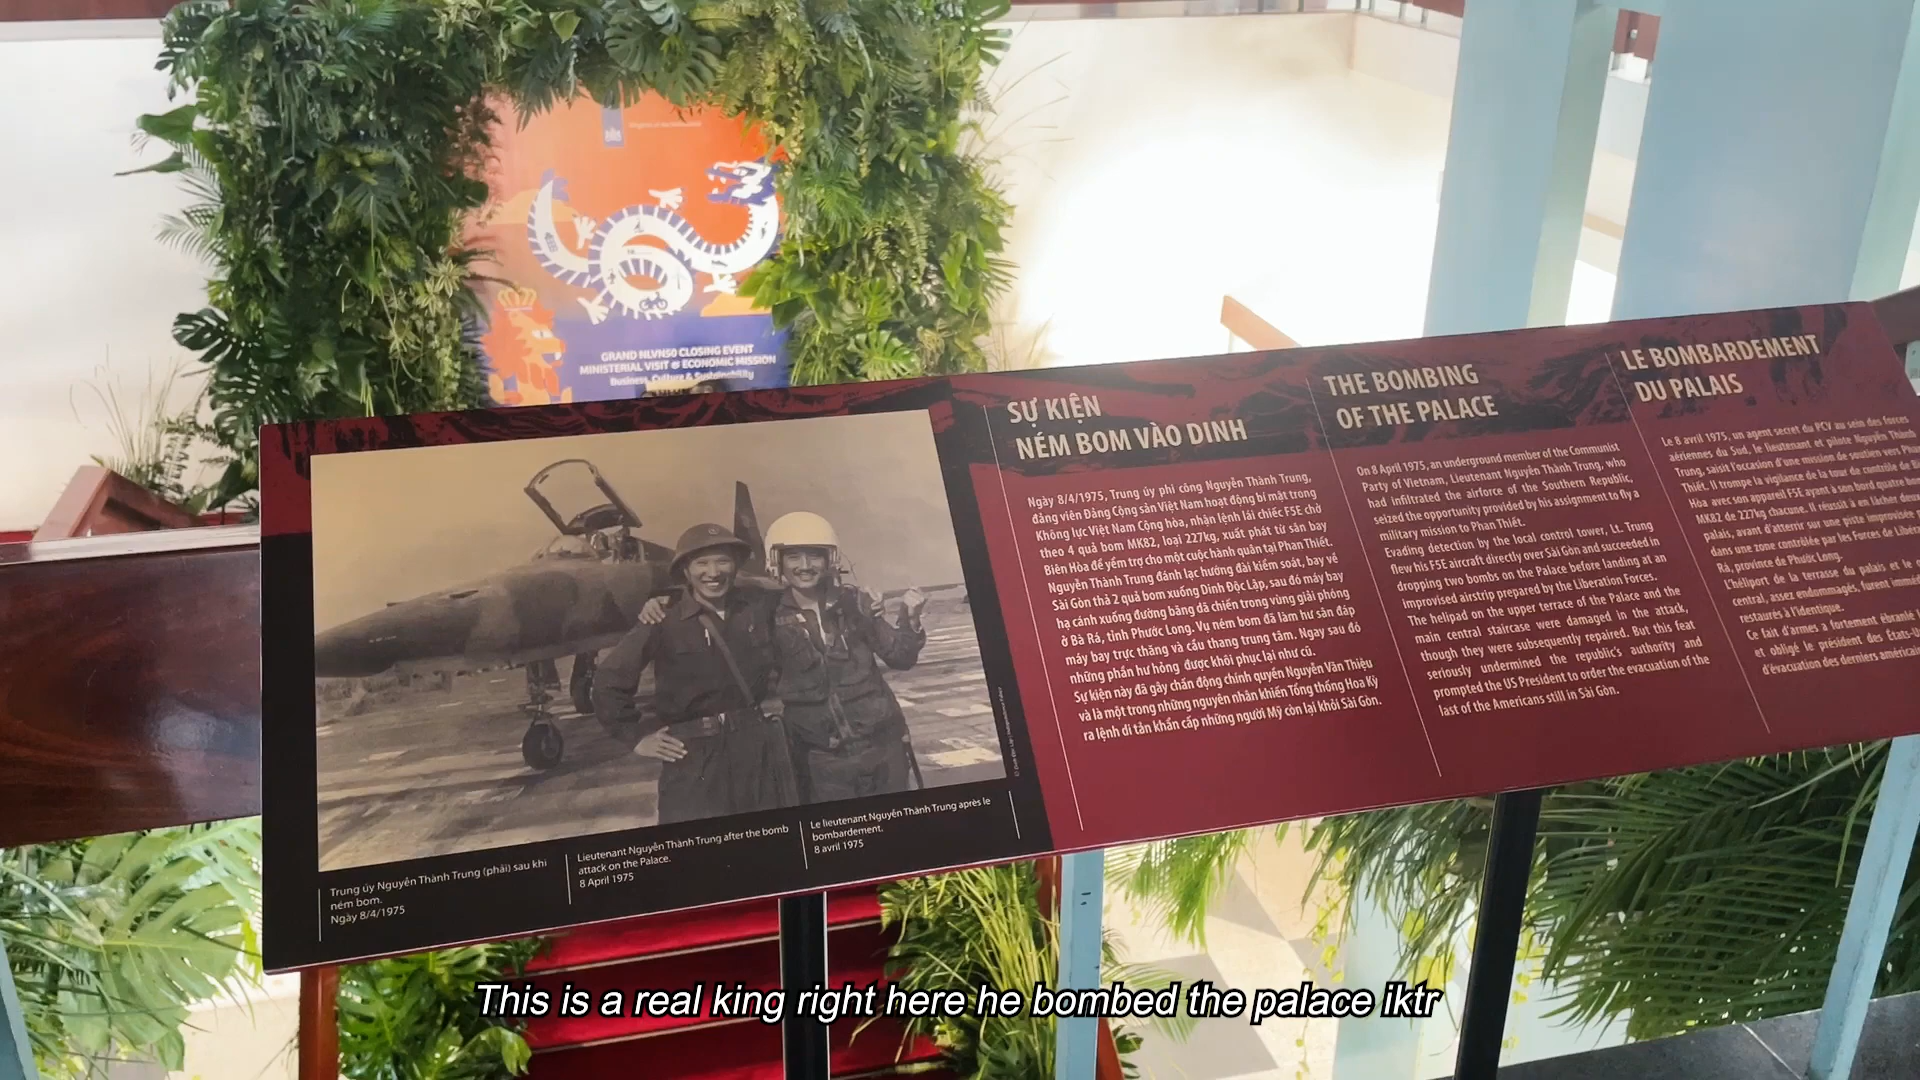 GRAND NLVN50 CLOSING EVENT
MINISTERIAL VISIT & ECONOMIC MISSION
Business, Culture & Sustainability
SỰ KIỆN
NÉM BOM VÀO DINH
Ngày 8/4/1975, Trung úy phi công Nguyễn Thành Trung,
đảng viên Đảng Cộng sản Việt Nam hoạt động bí mật trong
Không lực Việt Nam Cộng hòa, nhận lệnh lái chiếc F5E chở
theo 4 quả bom MK82, loại 227kg, xuất phát từ sân bay
Biên Hòa để yểm trợ cho một cuộc hành quân tại Phan Thiết.
Nguyễn Thành Trung đánh lạc hướng đài kiểm soát, bay về
Sài Gòn thả 2 quả bom xuống Dinh Độc Lập, sau đó máy bay
hạ cánh xuống đường băng dã chiến trong vùng giải phóng
ở Bà Rá, tỉnh Phước Long. Vụ ném bom đã làm hư sân đáp
máy bay trực thăng và cầu thang trung tâm. Ngay sau đó
những phần hư hỏng được khôi phục lại như cũ.
Sự kiện này đã gây chấn động chính quyền Nguyễn Văn Thiệu
và là một trong những nguyên nhân khiến Tổng thống Hoa Kỳ
ra lệnh di tản khẩn cấp những người Mỹ còn lại khỏi Sài Gòn.
THE BOMBING
OF THE PALACE
On 8 April 1975, an underground member of the Communist
Party of Vietnam, Lieutenant Nguyễn Thành Trung, who
had infiltrated the airforce of the Southern Republic,
seized the opportunity provided by his assignment to fly a
military mission to Phan Thiết.
Evading detection by the local control tower, Lt. Trung
flew his F5E aircraft directly over Sài Gòn and succeeded in
dropping two bombs on the Palace before landing at an
improvised airstrip prepared by the Liberation Forces.
The helipad on the upper terrace of the Palace and the
main central staircase were damaged in the attack,
though they were subsequently repaired. But this feat
seriously undermined the republic's authority and
prompted the US President to order the evacuation of the
last of the Americans still in Sài Gòn.
LE BOMBARDEMENT
DU PALAIS
Le 8 avril 1975, un agent secret du PCV au sein des forces
aériennes du Sud, le lieutenant et pilote Nguyễn Thành
Trung, saisit l'occasion d'une mission de soutien vers Phan
Thiết. Il trompe la vigilance de la tour de contrôle de
Hòa avec son appareil F5E ayant à son bord quatre
MK82 de 227kg chacune. Il réussit à en lâcher deux
palais, avant d'atterrir sur une piste improvisée
dans une zone contrôlée par les Forces de
Rá, province de Phước Long.
L'héliport de la terrasse du palais et le
central, assez endommagés, furent
restaurés à l'identique.
Ce fait d'armes a fortement ébranlé
et obligé le président des
d'évacuation des derniers
Trung úy Nguyễn Thành Trung (phải) sau khi
ném bom.
Ngày 8/4/1975
Lieutenant Nguyễn Thành Trung after the bomb
attack on the Palace.
8 April 1975
Le lieutenant Nguyễn Thành Trung après le
bombardement.
8 avril 1975
This is a real king right here he bombed the palace iktr